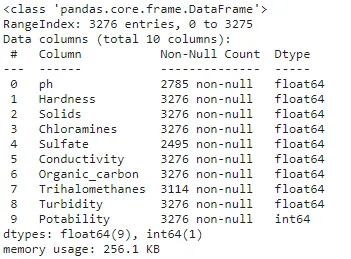 <class 'pandas.core.frame.DataFrame'>
RangeIndex: 3276 entries, 0 to 3275
Data columns (total 10 columns):
 #   Column           Non-Null Count  Dtype
---  ------           --------------  -----
 0   ph               2785 non-null   float64
 1   Hardness         3276 non-null   float64
 2   Solids           3276 non-null   float64
 3   Chloramines      3276 non-null   float64
 4   Sulfate          2495 non-null   float64
 5   Conductivity     3276 non-null   float64
 6   Organic_carbon   3276 non-null   float64
 7   Trihalomethanes  3114 non-null   float64
 8   Turbidity        3276 non-null   float64
 9   Potability       3276 non-null   int64
dtypes: float64(9), int64(1)
memory usage: 256.1 KB